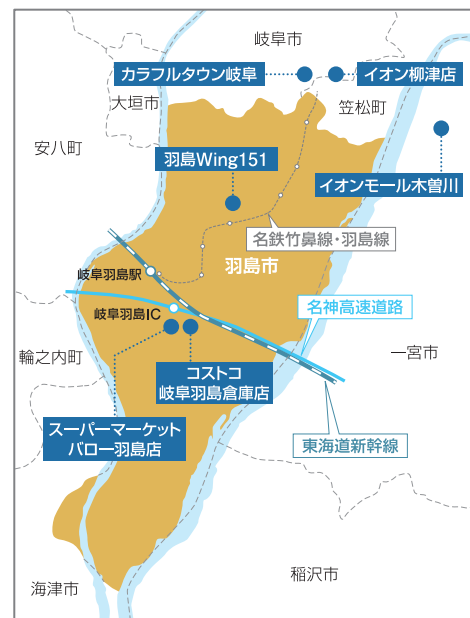 岐阜市
カラフルタウン岐阜
イオン柳津店
大垣市
笠松町
安八町
羽島Wing151
イオンモール木曽川
名鉄竹鼻線・羽島線
羽島市
岐阜羽島駅
岐阜羽島IC
名神高速道路
輪之内町
一宮市
コストコ
岐阜羽島倉庫店
スーパーマーケット
バロー羽島店
東海道新幹線
稲沢市
海津市